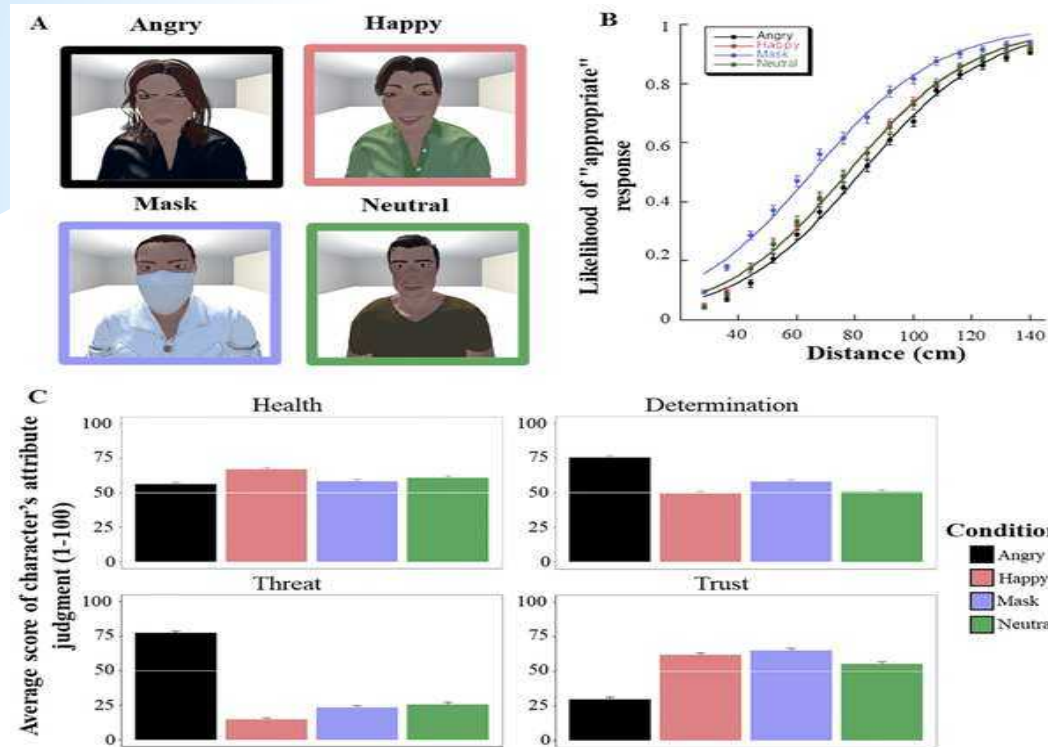 A
Angry
Happy
Mask
Neutral
B
Likelihood of "appropriate"
response
1
0.8
0.6
0.4
0.2
0
Angry
Happy
Mask
Neutral
40
60
80
100
120
140
Distance (cm)
C
Average score of character's attribute
judgment (1-100)
Health
100
75
50
25
0
Determination
100
75
50
25
0
Threat
100
75
50
25
0
Trust
100
75
50
25
0
Condition
Angry
Happy
Mask
Neutra